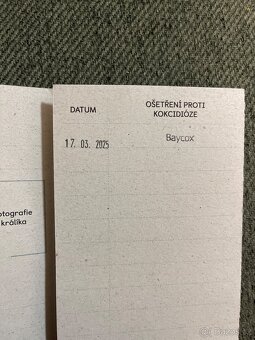 DATUM
OŠETŘENÍ PROTI
KOKCIDIÓZE
17. 03. 2025
Baycox
otografie
králíka